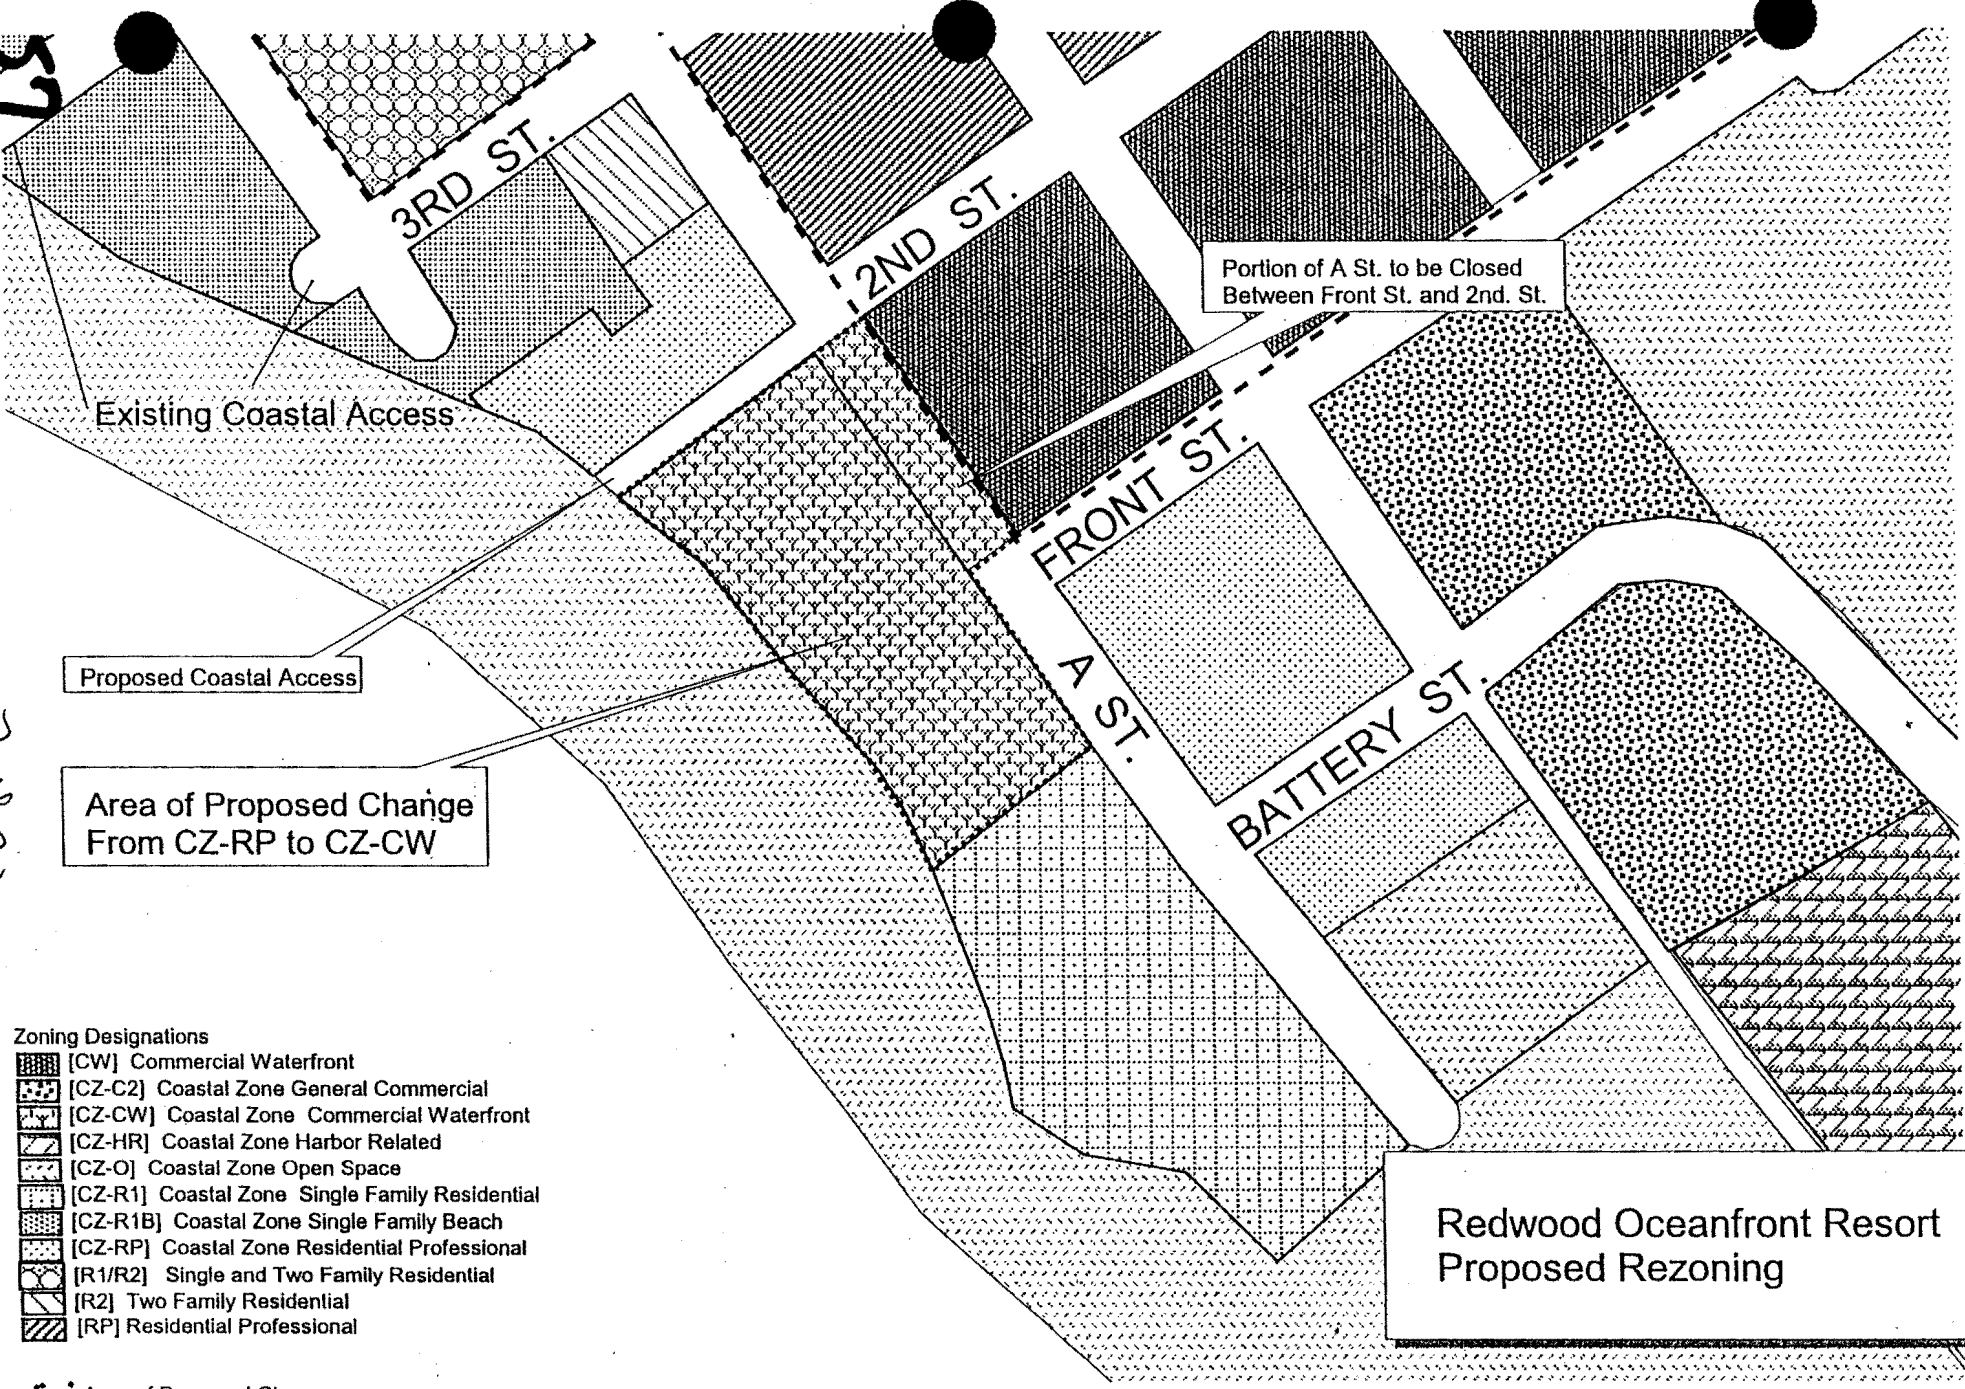 3RD ST.
2ND ST.
Portion of A St. to be Closed
Between Front St. and 2nd. St.
Existing Coastal Access
FRONT ST.
Proposed Coastal Access
A ST.
BATTERY ST.
Area of Proposed Change
From CZ-RP to CZ-CW
Zoning Designations
[CW] Commercial Waterfront
[CZ-C2] Coastal Zone General Commercial
[CZ-CW] Coastal Zone Commercial Waterfront
[CZ-HR] Coastal Zone Harbor Related
[CZ-O] Coastal Zone Open Space
[CZ-R1] Coastal Zone Single Family Residential
[CZ-R1B] Coastal Zone Single Family Beach
[CZ-RP] Coastal Zone Residential Professional
[R1/R2] Single and Two Family Residential
[R2] Two Family Residential
[RP] Residential Professional
Redwood Oceanfront Resort
Proposed Rezoning